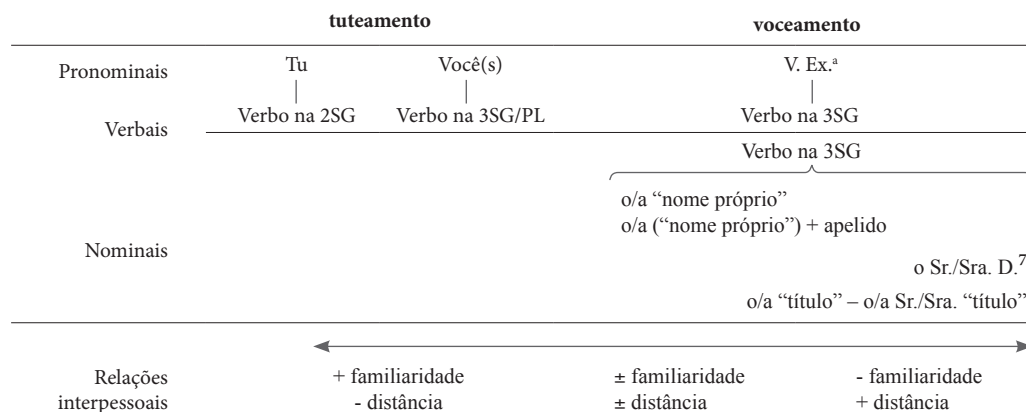 tuteamento voceamento
Pronominais Tu Você(s) V. Ex.ª
Verbais Verbo na 2SG Verbo na 3SG/PL Verbo na 3SG
Verbo na 3SG
o/a “nome próprio”
o/a (“nome próprio”) + apelido
Nominais
o Sr./Sra. D.7
o/a “título” – o/a Sr./Sra. “título”
Relações + familiaridade ± familiaridade - familiaridade
interpessoais - distância ± distância + distância